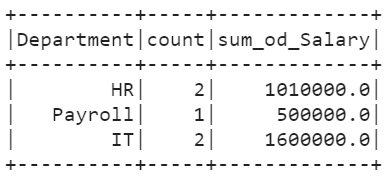 +----------+-----+-------------+
|Department|count|sum_od_Salary|
+----------+-----+-------------+
|        HR|    2|    1010000.0|
|   Payroll|    1|     500000.0|
|        IT|    2|    1600000.0|
+----------+-----+-------------+